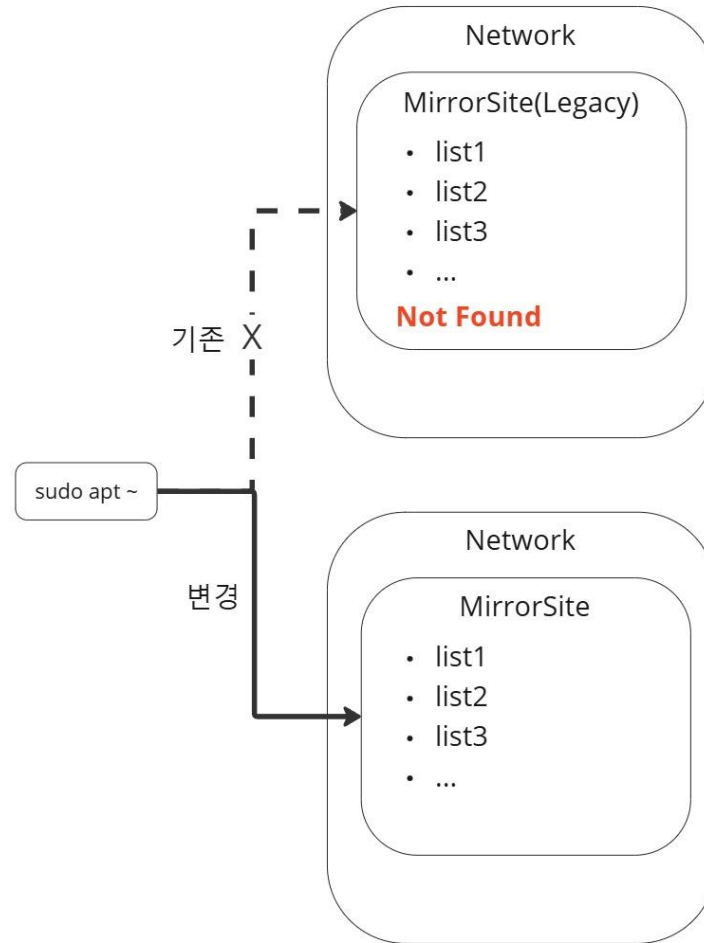 Network
MirrorSite(Legacy)
• list1
• list2
• list3
• ...
Not Found
기존 X
sudo apt ~
변경
Network
MirrorSite
• list1
• list2
• list3
• ...